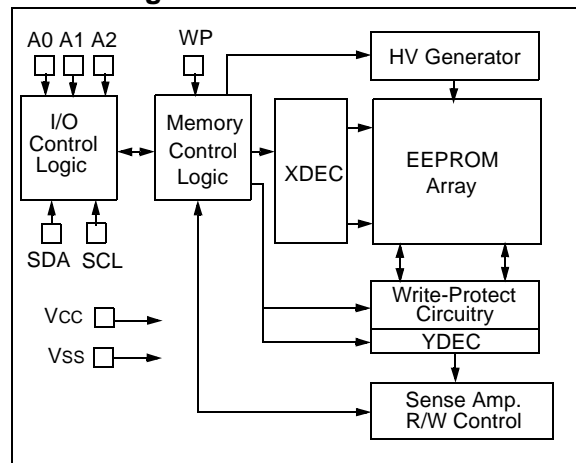 A0 A1 A2
WP
HV Generator
I/O
Control
Logic
Memory
Control
Logic
XDEC
EEPROM
Array
SDA
SCL
Write-Protect
Circuitry
YDEC
VCC
VSS
Sense Amp.
R/W Control